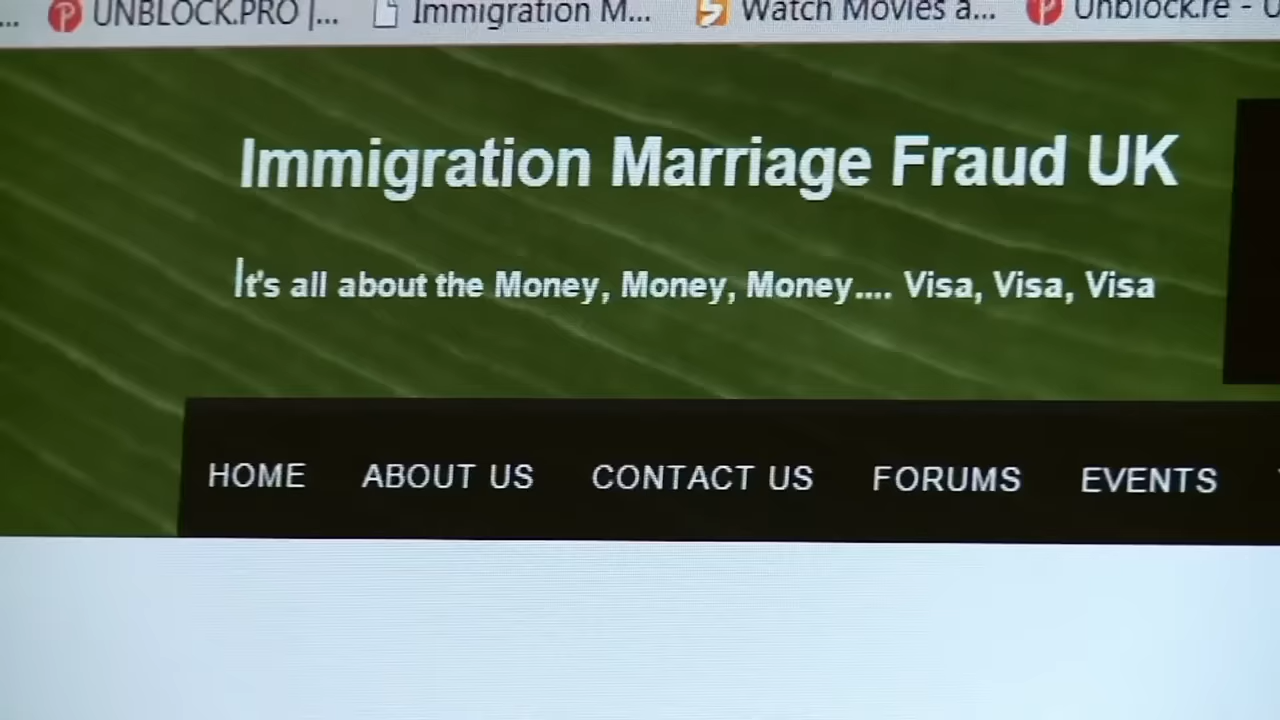 ... UNBLOCK.PRO |... Immigration M... Watch Movies a... Unblock.re - U
Immigration Marriage Fraud UK
It's all about the Money, Money, Money.... Visa, Visa, Visa
HOME ABOUT US CONTACT US FORUMS EVENTS